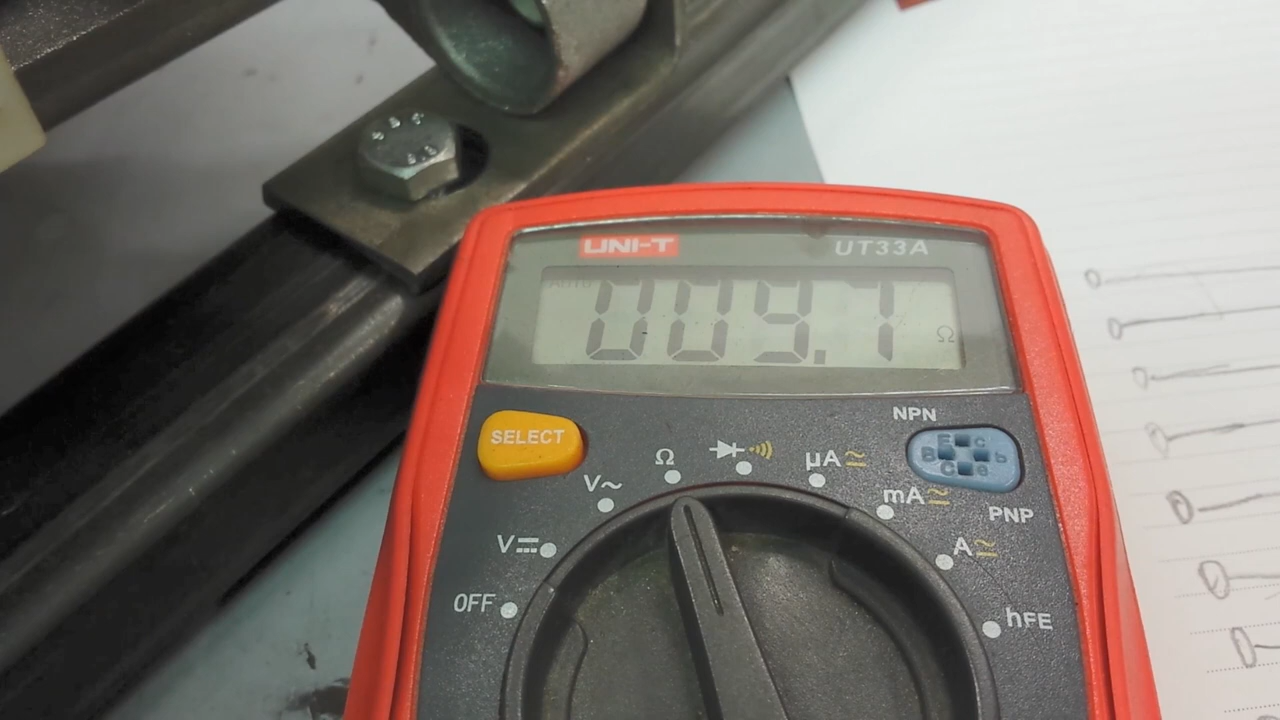 UNI-T UT33A
AUTO
009.7 Ω
SELECT
NPN
Ω
µA
V~
mA
PNP
V
A
OFF
hFE
E c
B b
C e